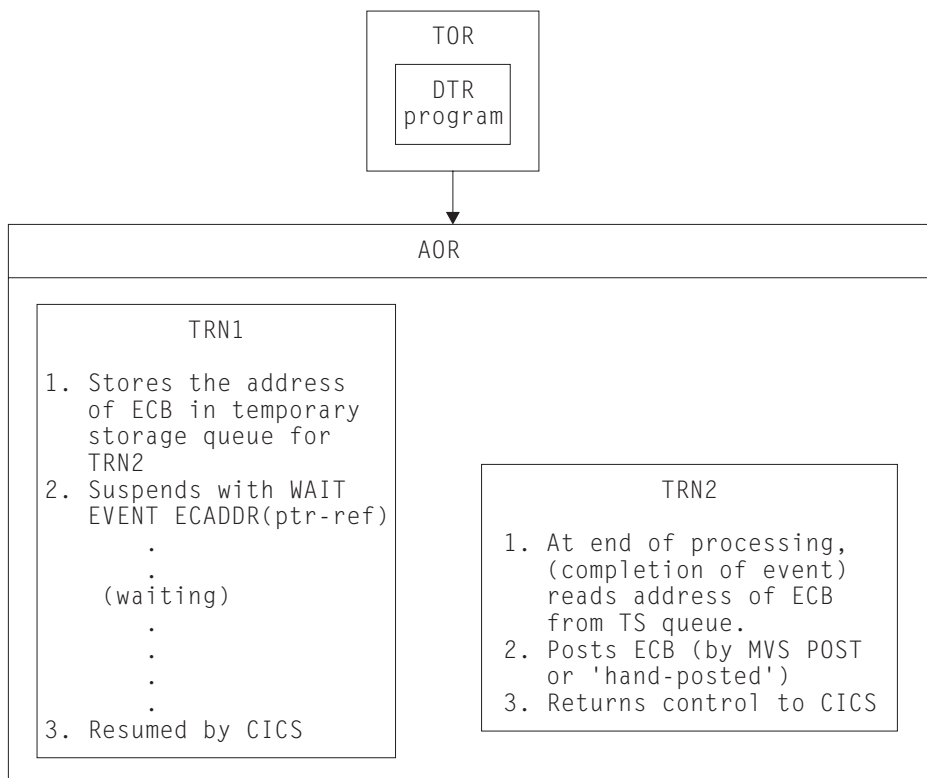 TOR
DTR
program
AOR
TRN1
1. Stores the address
of ECB in temporary
storage queue for
TRN2
2. Suspends with WAIT
EVENT ECADDR(ptr-ref)
.
.
(waiting)
.
.
.
.
3. Resumed by CICS
TRN2
1. At end of processing,
(completion of event)
reads address of ECB
from TS queue.
2. Posts ECB (by MVS POST
or 'hand-posted')
3. Returns control to CICS